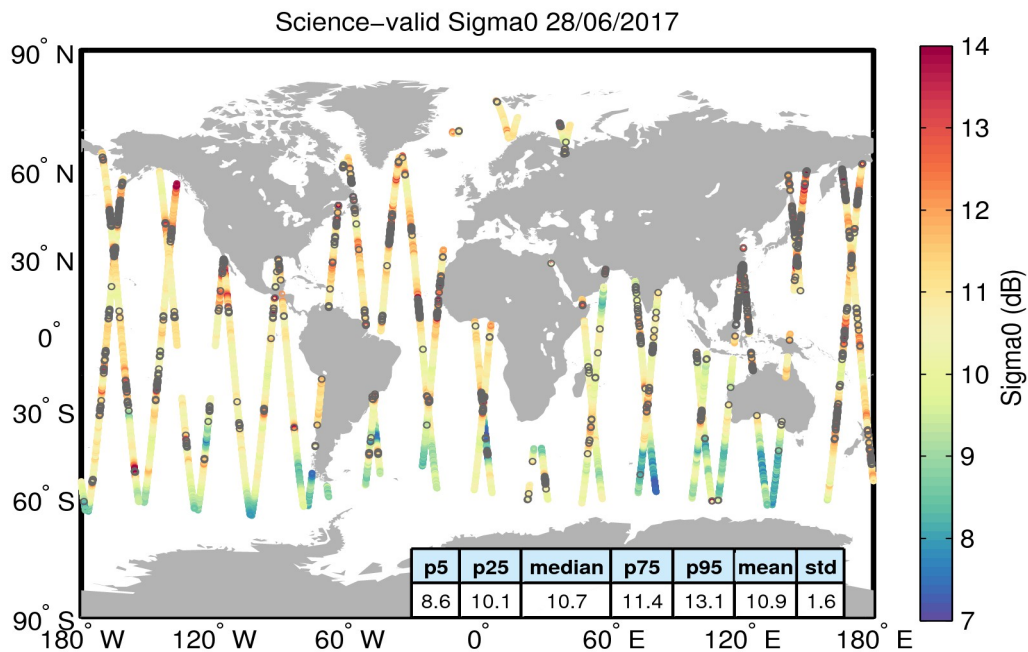 Science−valid Sigma0 28/06/2017
90° N
60° N
30° N
0°
30° S
60° S
90° S
180° W
120° W
60° W
0°
60° E
120° E
180° E
p5 p25 median p75 p95 mean std
8.6 10.1 10.7 11.4 13.1 10.9 1.6
14
13
12
11
10
9
8
7
Sigma0 (dB)